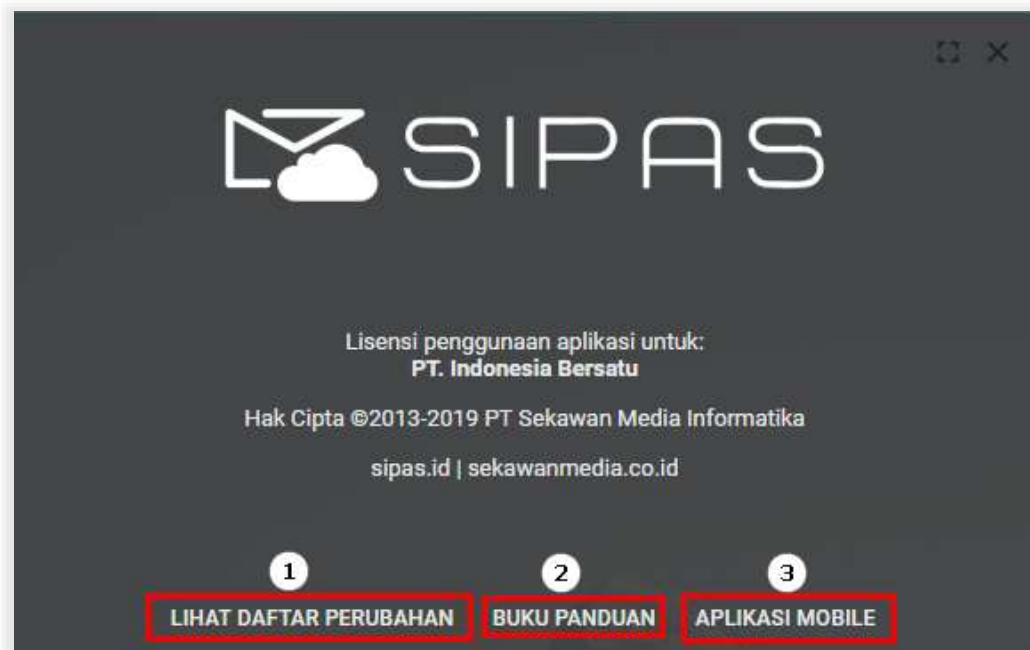 SIPAS
Lisensi penggunaan aplikasi untuk:
PT. Indonesia Bersatu
Hak Cipta ©2013-2019 PT Sekawan Media Informatika
sipas.id | sekawanmedia.co.id
1 2 3
LIHAT DAFTAR PERUBAHAN BUKU PANDUAN APLIKASI MOBILE